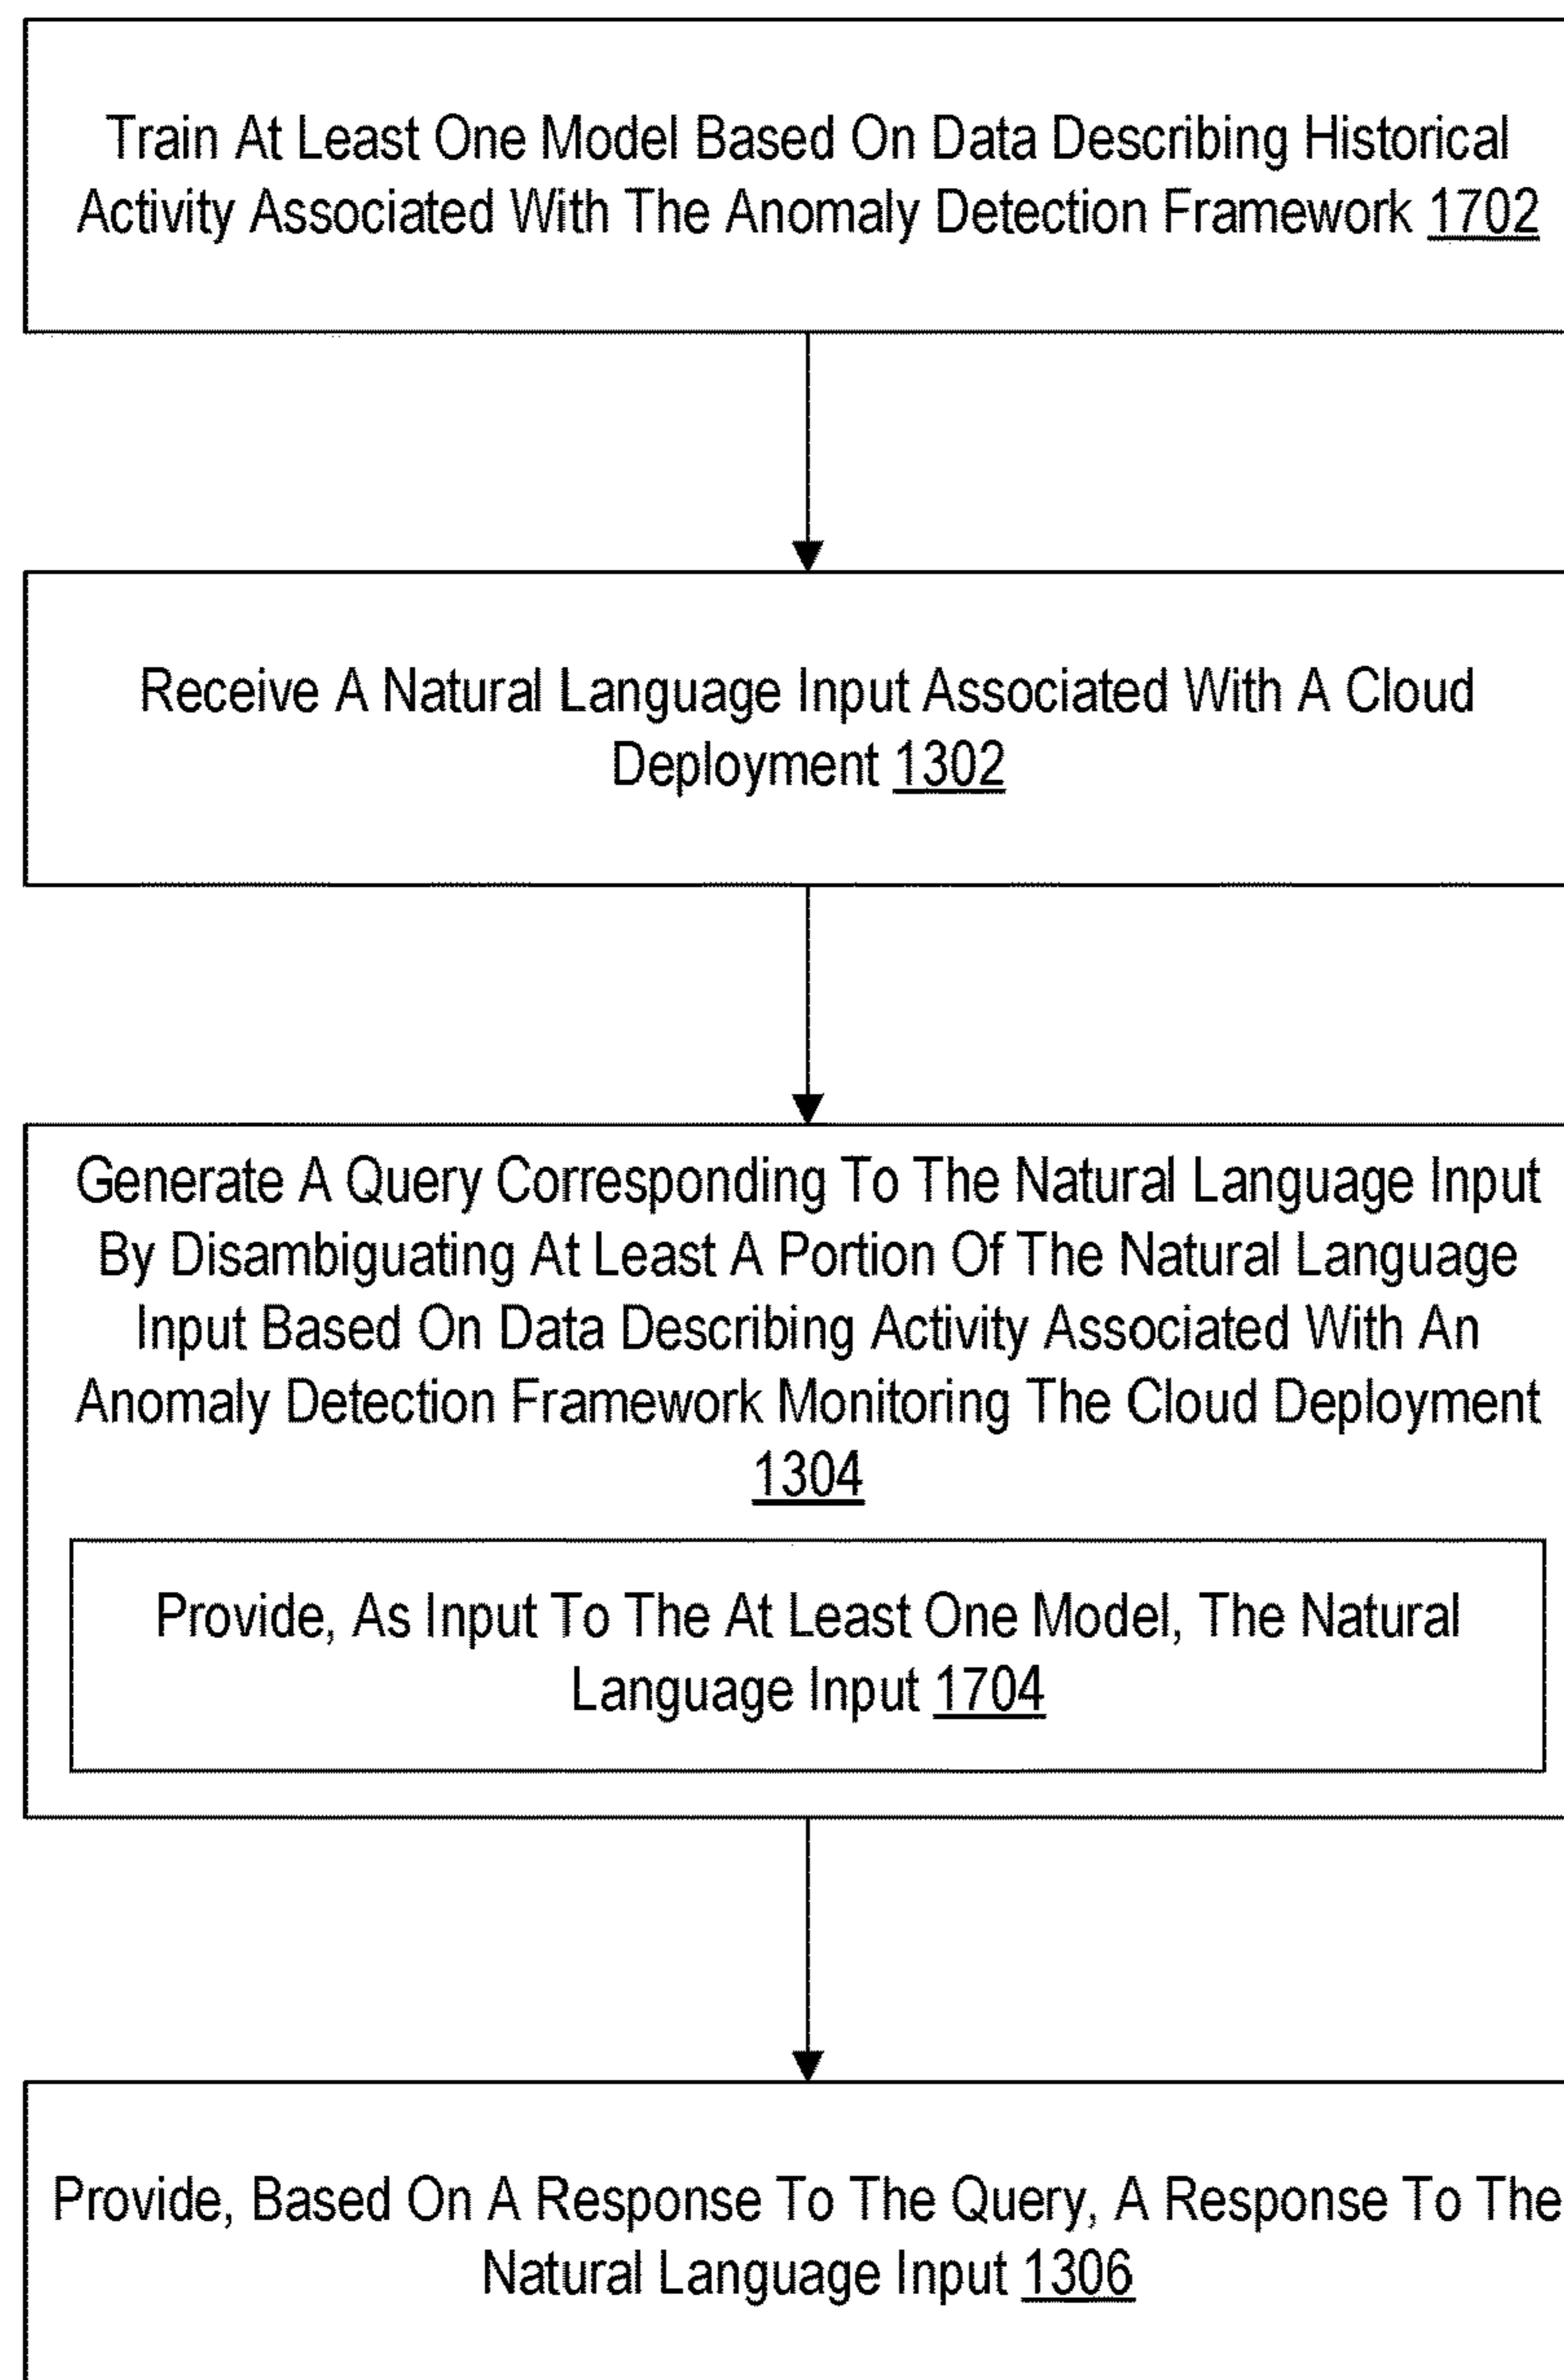 Train At Least One Model Based On Data Describing Historical
Activity Associated With The Anomaly Detection Framework 1702
Receive A Natural Language Input Associated With A Cloud
Deployment 1302
Generate A Query Corresponding To The Natural Language Input
By Disambiguating At Least A Portion Of The Natural Language
Input Based On Data Describing Activity Associated With An
Anomaly Detection Framework Monitoring The Cloud Deployment
1304
Provide, As Input To The At Least One Model, The Natural
Language Input 1704
Provide, Based On A Response To The Query, A Response To The
Natural Language Input 1306